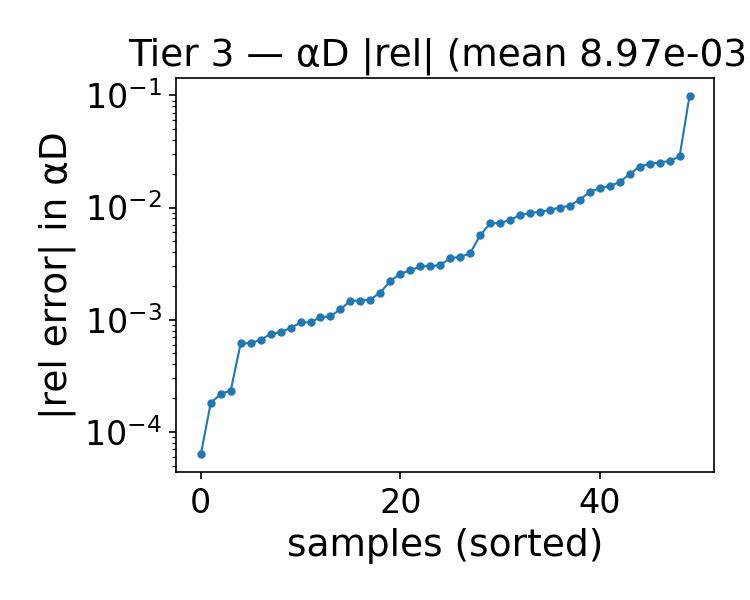 Tier 3 — αD |rel| (mean 8.97e-03
10⁻¹
10⁻²
10⁻³
10⁻⁴
|rel error| in αD
0 20 40
samples (sorted)